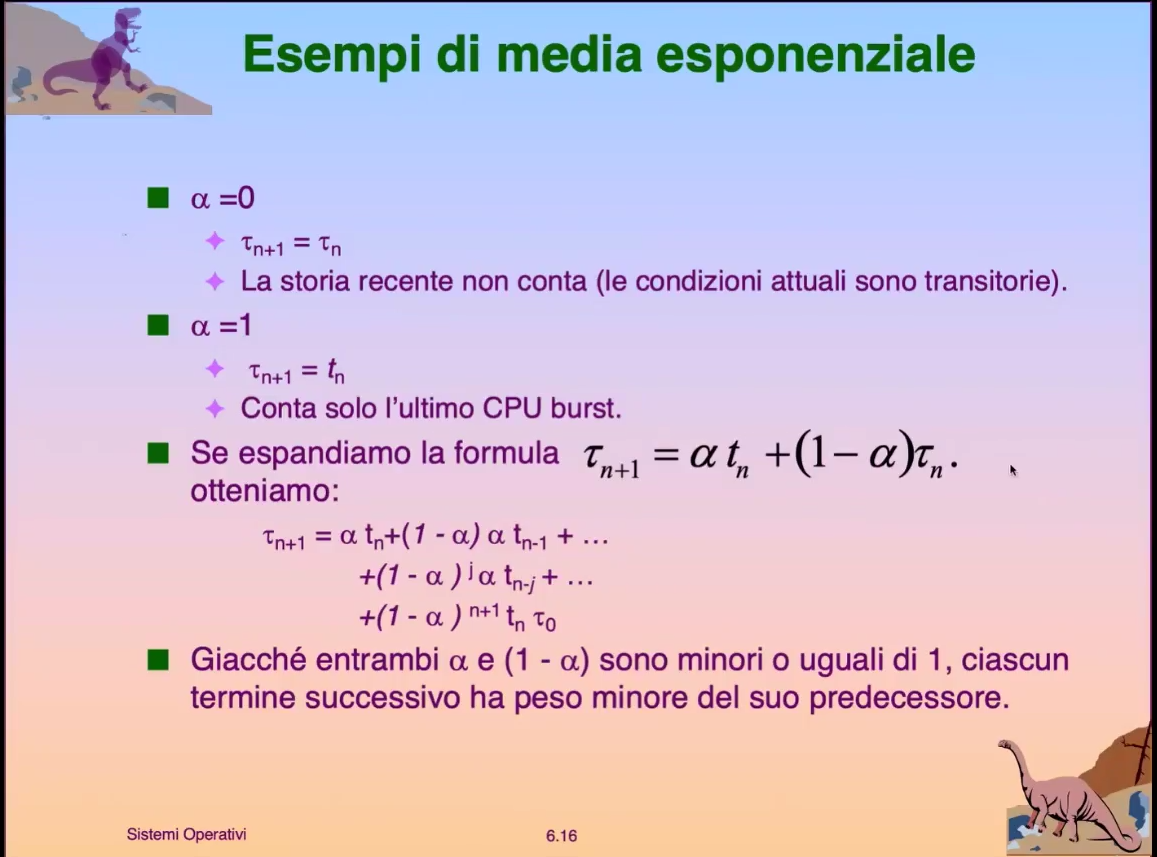 Esempi di media esponenziale
α =0
τn+1 = τn
La storia recente non conta (le condizioni attuali sono transitorie).
α =1
τn+1 = tn
Conta solo l’ultimo CPU burst.
Se espandiamo la formula τn+1 = α tn +(1− α)τn.
otteniamo:
τn+1 = α tn+(1 - α) α tn-1 + …
+(1 - α ) j α tn-j + …
+(1 - α ) n+1 tn τ0
Giacché entrambi α e (1 - α) sono minori o uguali di 1, ciascun
termine successivo ha peso minore del suo predecessore.
Sistemi Operativi
6.16